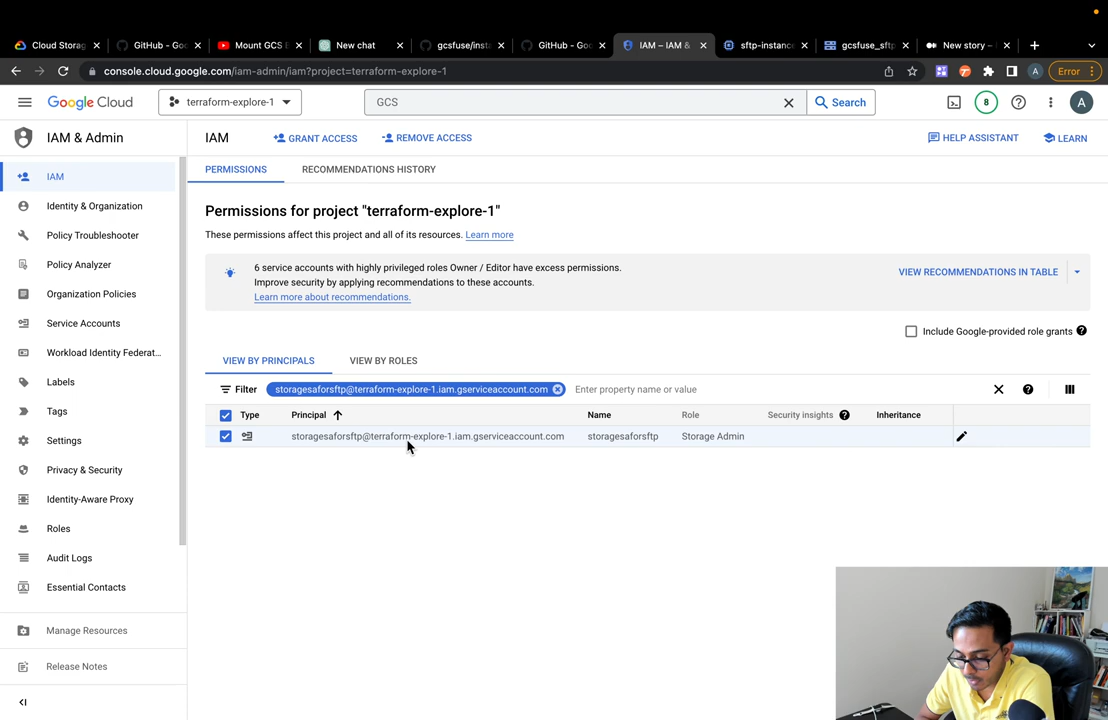 Cloud Storag
GitHub - Goo
Mount GCS &
New chat
gcsfuse/inst
GitHub - Goo
IAM – IAM &
sftp-instanc
gcsfuse_sftp
New story –
console.cloud.google.com/iam-admin/iam?project=terraform-explore-1
A
Error
Google Cloud
terraform-explore-1
GCS
Search
8
A
IAM & Admin
IAM
GRANT ACCESS
REMOVE ACCESS
HELP ASSISTANT
LEARN
IAM
Identity & Organization
Policy Troubleshooter
Policy Analyzer
Organization Policies
Service Accounts
Workload Identity Federat...
Labels
Tags
Settings
Privacy & Security
Identity-Aware Proxy
Roles
Audit Logs
Essential Contacts
Manage Resources
Release Notes
PERMISSIONS
RECOMMENDATIONS HISTORY
Permissions for project "terraform-explore-1"
These permissions affect this project and all of its resources. Learn more
6 service accounts with highly privileged roles Owner / Editor have excess permissions.
Improve security by applying recommendations to these accounts.
Learn more about recommendations.
VIEW RECOMMENDATIONS IN TABLE
Include Google-provided role grants
VIEW BY PRINCIPALS
VIEW BY ROLES
Filter
storagesaforsftp@terraform-explore-1.iam.gserviceaccount.com
Enter property name or value
Type
Principal
Name
Role
Security insights
Inheritance
storagesaforsftp@terraform-explore-1.iam.gserviceaccount.com
storagesaforsftp
Storage Admin